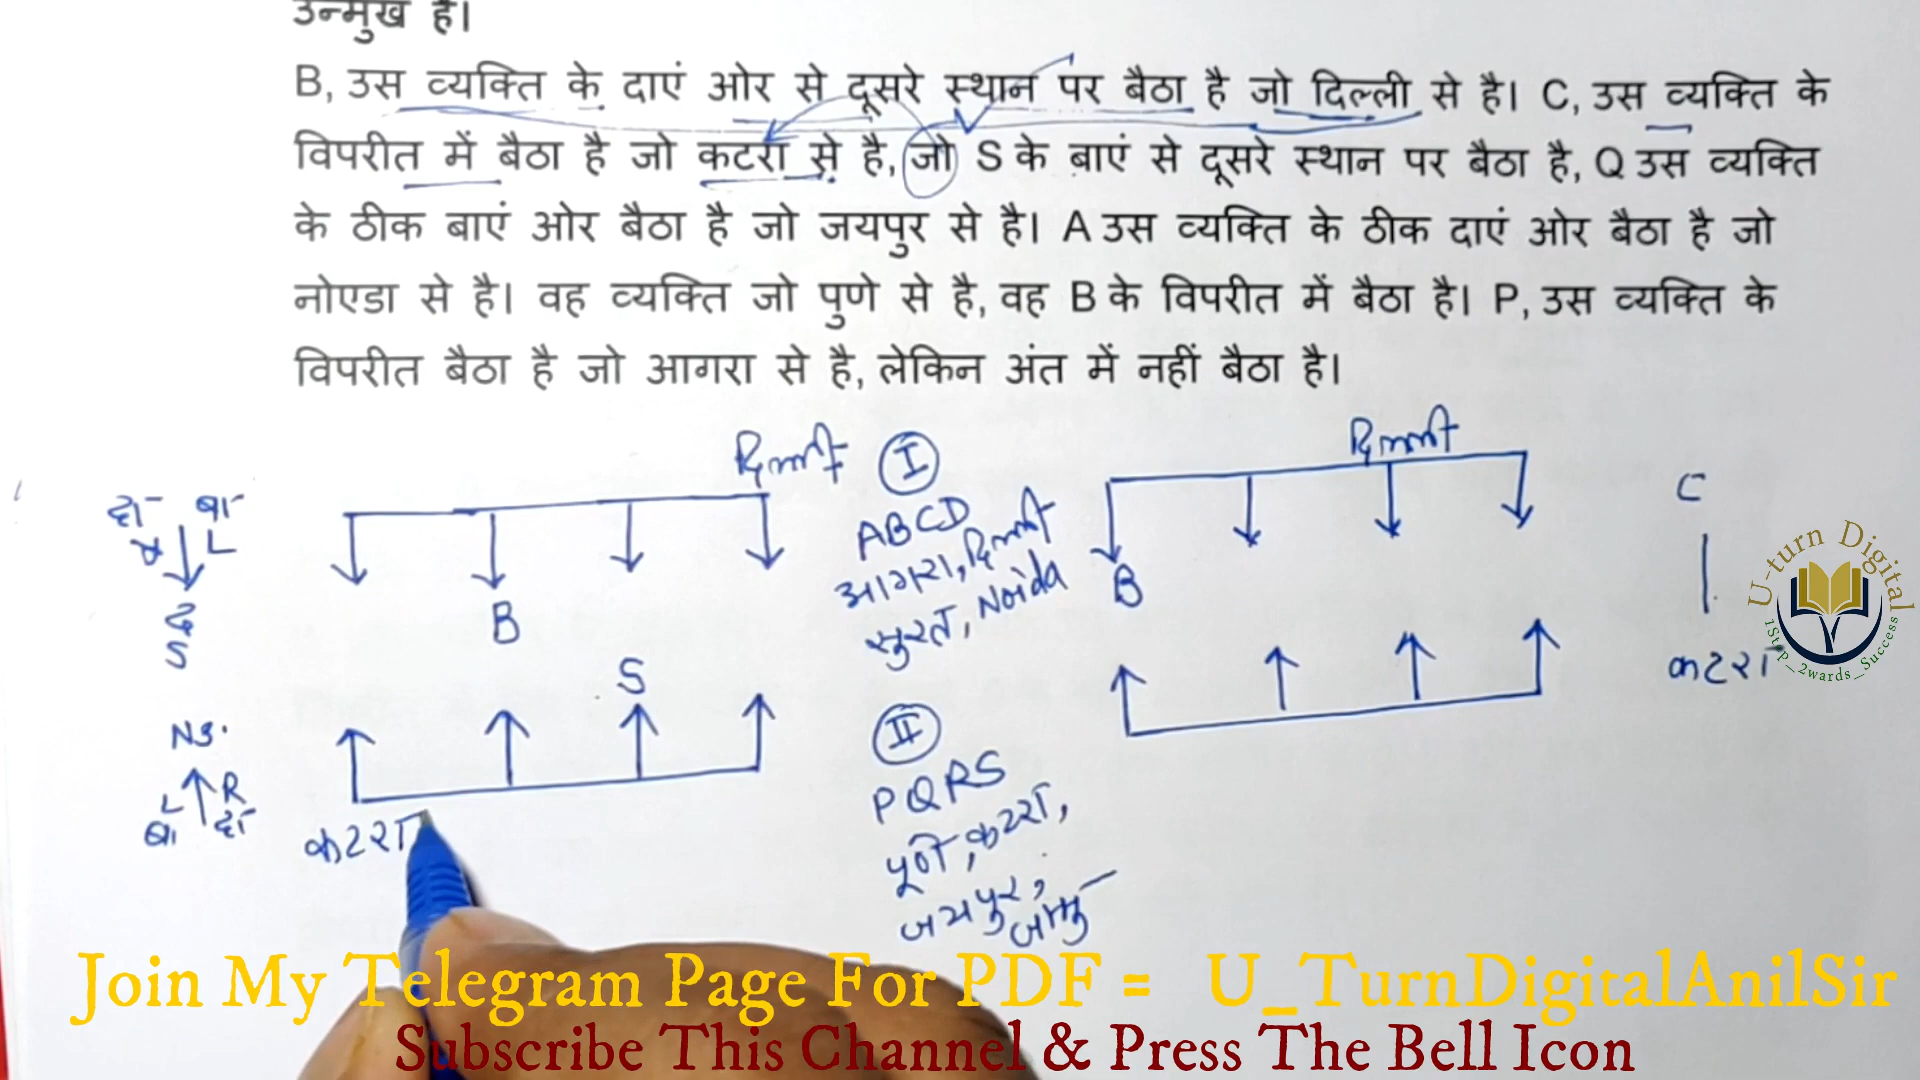 उन्मुख है।
B, उस व्यक्ति के दाएं ओर से दूसरे स्थान पर बैठा है जो दिल्ली से है। C, उस व्यक्ति के
विपरीत में बैठा है जो कटरा से है, जो S के बाएं से दूसरे स्थान पर बैठा है, Q उस व्यक्ति
के ठीक बाएं ओर बैठा है जो जयपुर से है। A उस व्यक्ति के ठीक दाएं ओर बैठा है जो
नोएडा से है। वह व्यक्ति जो पुणे से है, वह B के विपरीत में बैठा है। P, उस व्यक्ति के
विपरीत बैठा है जो आगरा से है, लेकिन अंत में नहीं बैठा है।
दिल्ली
I
ABCD
आगरा, दिल्ली
सुरत, Noida
दिल्ली
C
दा बा
L
द
S
B
B
S
कटरा
L R
बा दा
कटरा
II
PQRS
पूणे, कटरा,
जयपुर,
U-turn Digital
1Step_2wards_Success
Join My Telegram Page For PDF = U_TurnDigitalAnilSir
Subscribe This Channel & Press The Bell Icon